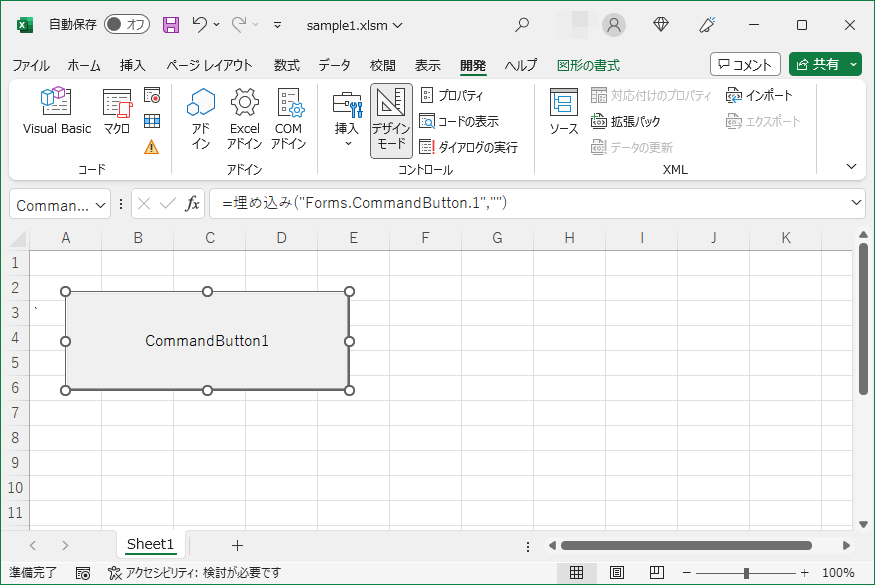 自動保存 オフ sample1.xlsm
ファイル ホーム 挿入 ページ レイアウト 数式 データ 校閲 表示 開発 ヘルプ 図形の書式 コメント 共有
Visual Basic マクロ
コード
アド
イン
Excel
アドイン
COM
アドイン
アドイン
挿入
デザイン
モード
プロパティ
コードの表示
ダイアログの実行
コントロール
ソース
対応付けのプロパティ
拡張パック
データの更新
インポート
エクスポート
XML
Comman... fx =埋め込み("Forms.CommandButton.1","")
A B C D E F G H I J K
1
2
3 `
4
5
6
7
8
9
10
11
CommandButton1
Sheet1
準備完了 アクセシビリティ: 検討が必要です 100%